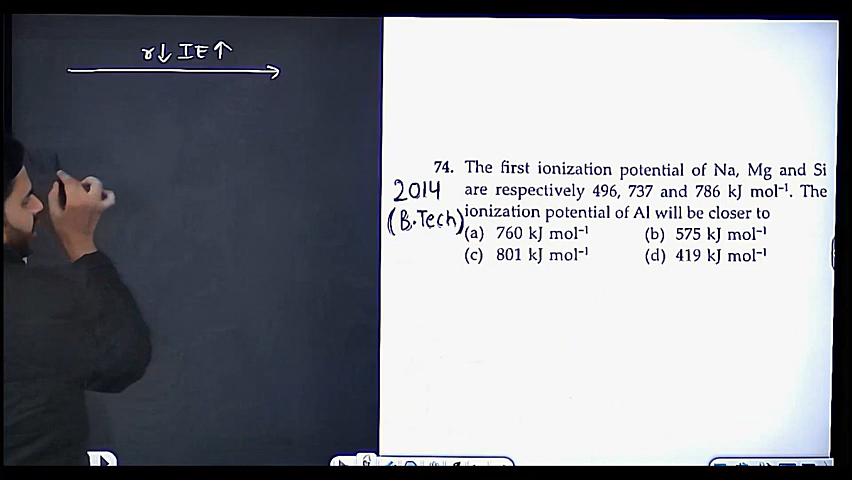 r↓ IE↑
74. The first ionization potential of Na, Mg and Si
are respectively 496, 737 and 786 kJ mol⁻¹. The
ionization potential of Al will be closer to
(a) 760 kJ mol⁻¹ (b) 575 kJ mol⁻¹
(c) 801 kJ mol⁻¹ (d) 419 kJ mol⁻¹
2014
(B.Tech)